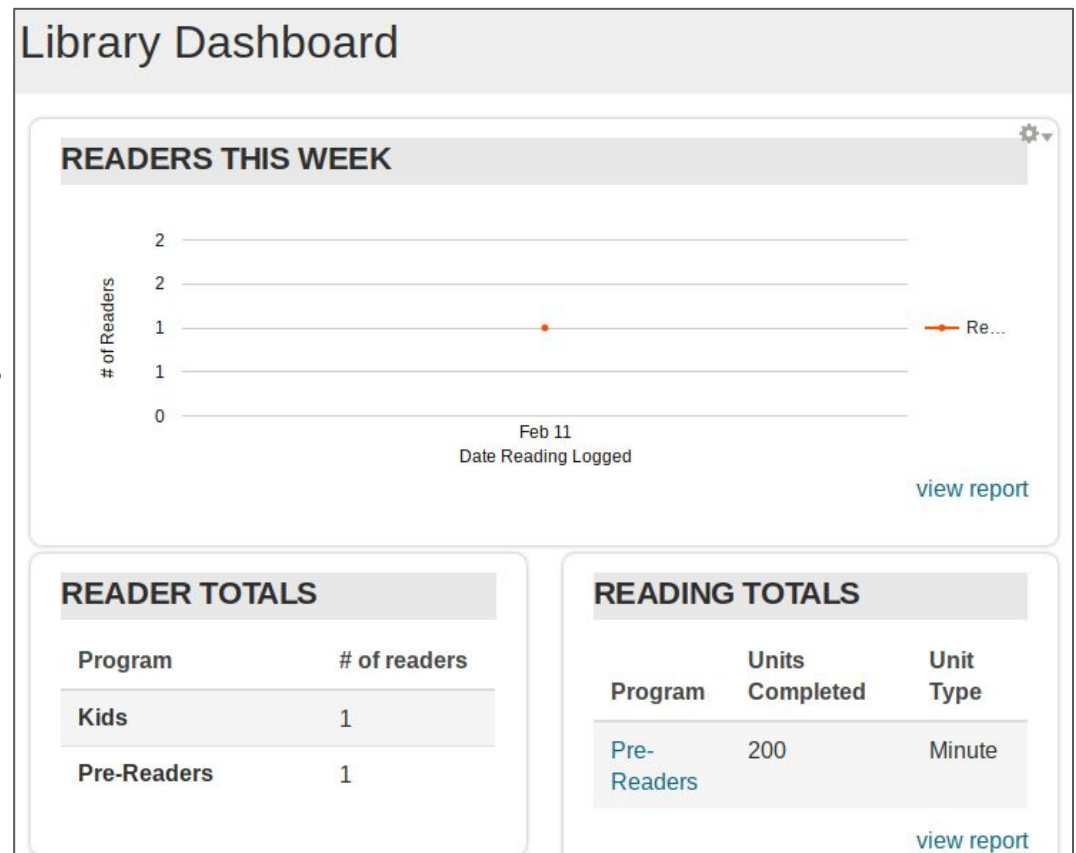 Library Dashboard
READERS THIS WEEK
2
2
1
1
0
# of Readers
Re...
Feb 11
Date Reading Logged
view report
READER TOTALS
Program # of readers
Kids 1
Pre-Readers 1
READING TOTALS
Units Unit
Program Completed Type
Pre- 200 Minute
Readers
view report